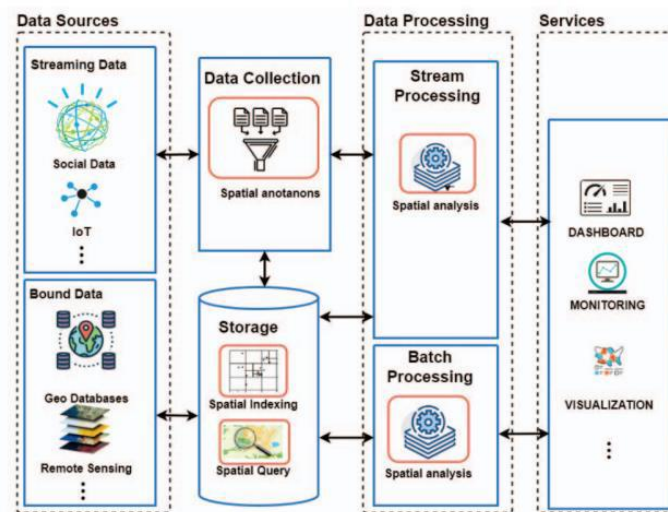 Data Sources
Data Processing
Services
Streaming Data
Social Data
IoT
Data Collection
Spatial anotanons
Stream
Processing
Spatial analysis
DASHBOARD
MONITORING
VISUALIZATION
Bound Data
Geo Databases
Remote Sensing
Storage
Spatial Indexing
Spatial Query
Batch
Processing
Spatial analysis